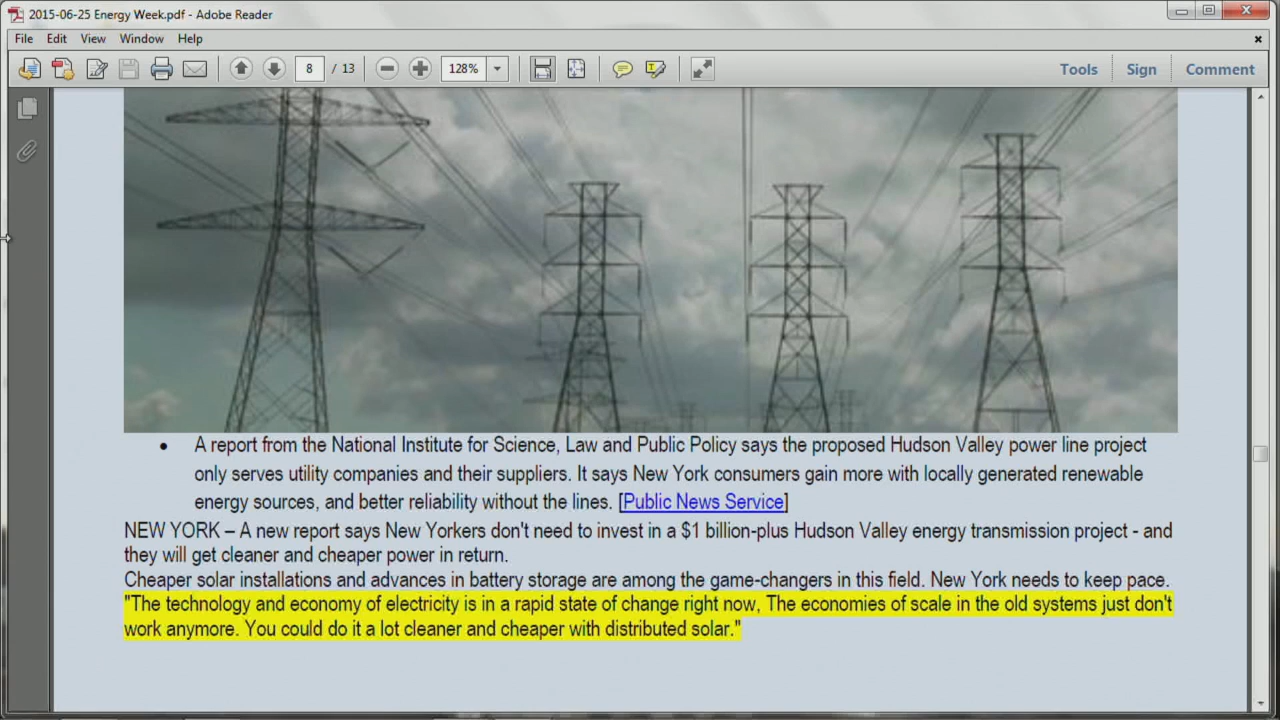 2015-06-25 Energy Week.pdf - Adobe Reader
File Edit View Window Help
8 / 13 128% Tools Sign Comment
• A report from the National Institute for Science, Law and Public Policy says the proposed Hudson Valley power line project
only serves utility companies and their suppliers. It says New York consumers gain more with locally generated renewable
energy sources, and better reliability without the lines. [Public News Service]
NEW YORK – A new report says New Yorkers don't need to invest in a $1 billion-plus Hudson Valley energy transmission project - and
they will get cleaner and cheaper power in return.
Cheaper solar installations and advances in battery storage are among the game-changers in this field. New York needs to keep pace.
"The technology and economy of electricity is in a rapid state of change right now, The economies of scale in the old systems just don't
work anymore. You could do it a lot cleaner and cheaper with distributed solar."